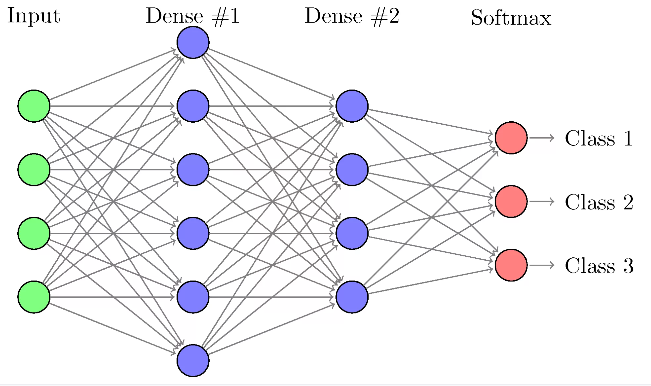 Input
Dense #1
Dense #2
Softmax
Class 1
Class 2
Class 3